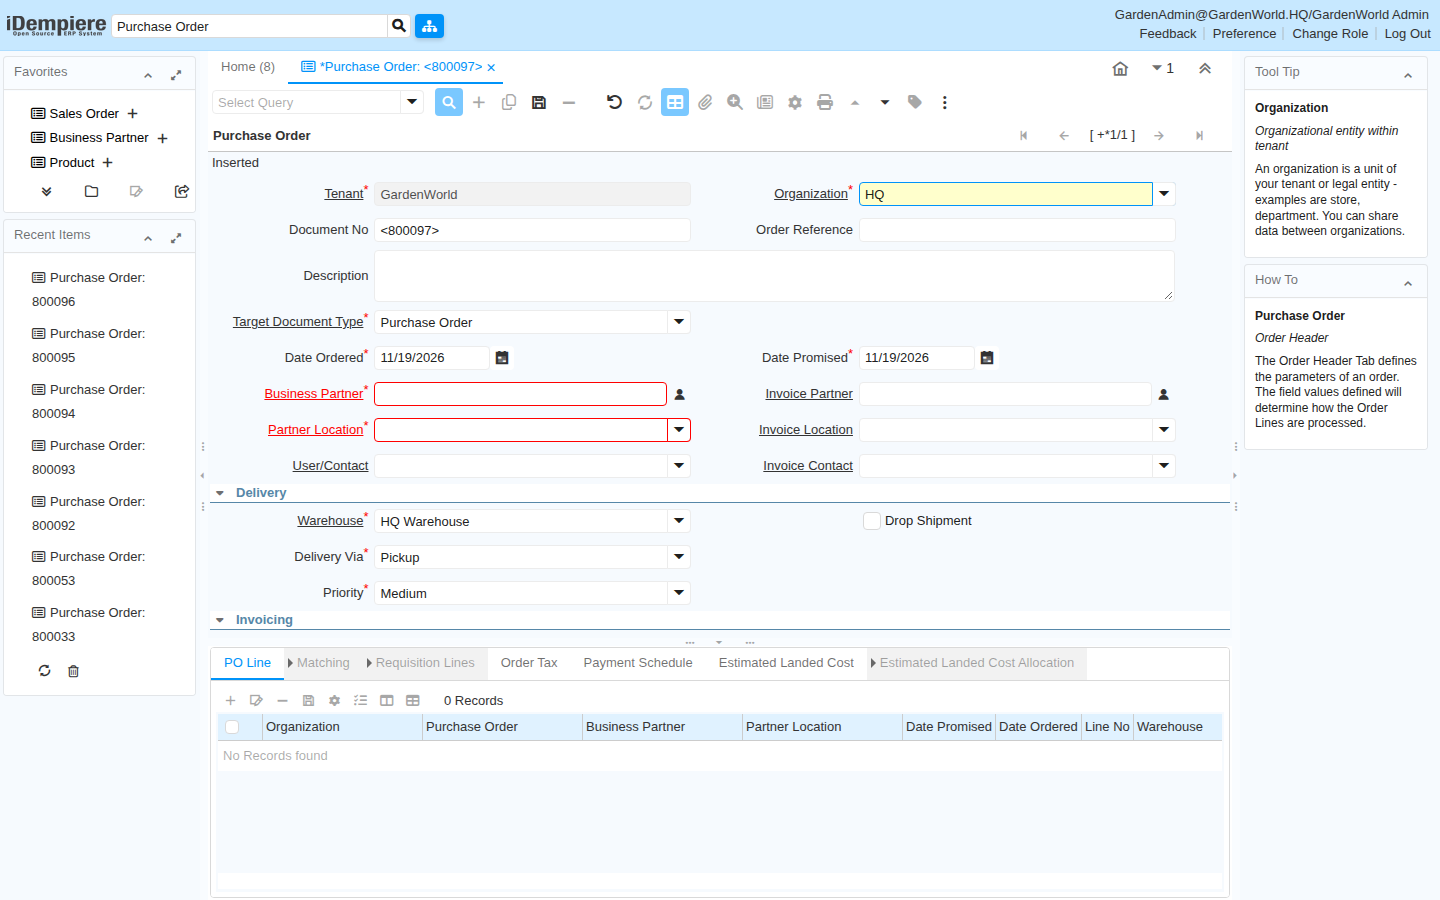 iDempiere
Open Source ERP System
Purchase Order
GardenAdmin@GardenWorld.HQ/GardenWorld Admin
Feedback Preference Change Role Log Out
Favorites
Sales Order
Business Partner
Product
Recent Items
Purchase Order:
800096
Purchase Order:
800095
Purchase Order:
800094
Purchase Order:
800093
Purchase Order:
800092
Purchase Order:
800053
Purchase Order:
800033
Home (8)
*Purchase Order: <800097>
1
Select Query
Purchase Order
[ +*1/1 ]
Inserted
Tenant* GardenWorld
Organization* HQ
Document No <800097>
Order Reference
Description
Target Document Type* Purchase Order
Date Ordered* 11/19/2026
Date Promised* 11/19/2026
Business Partner*
Invoice Partner
Partner Location*
Invoice Location
User/Contact
Invoice Contact
Delivery
Warehouse* HQ Warehouse
Drop Shipment
Delivery Via* Pickup
Priority* Medium
Invoicing
PO Line Matching Requisition Lines Order Tax Payment Schedule Estimated Landed Cost Estimated Landed Cost Allocation
0 Records
Organization Purchase Order Business Partner Partner Location Date Promised Date Ordered Line No Warehouse
No Records found
Tool Tip
Organization
Organizational entity within
tenant
An organization is a unit of
your tenant or legal entity -
examples are store,
department. You can share
data between organizations.
How To
Purchase Order
Order Header
The Order Header Tab defines
the parameters of an order.
The field values defined will
determine how the Order
Lines are processed.